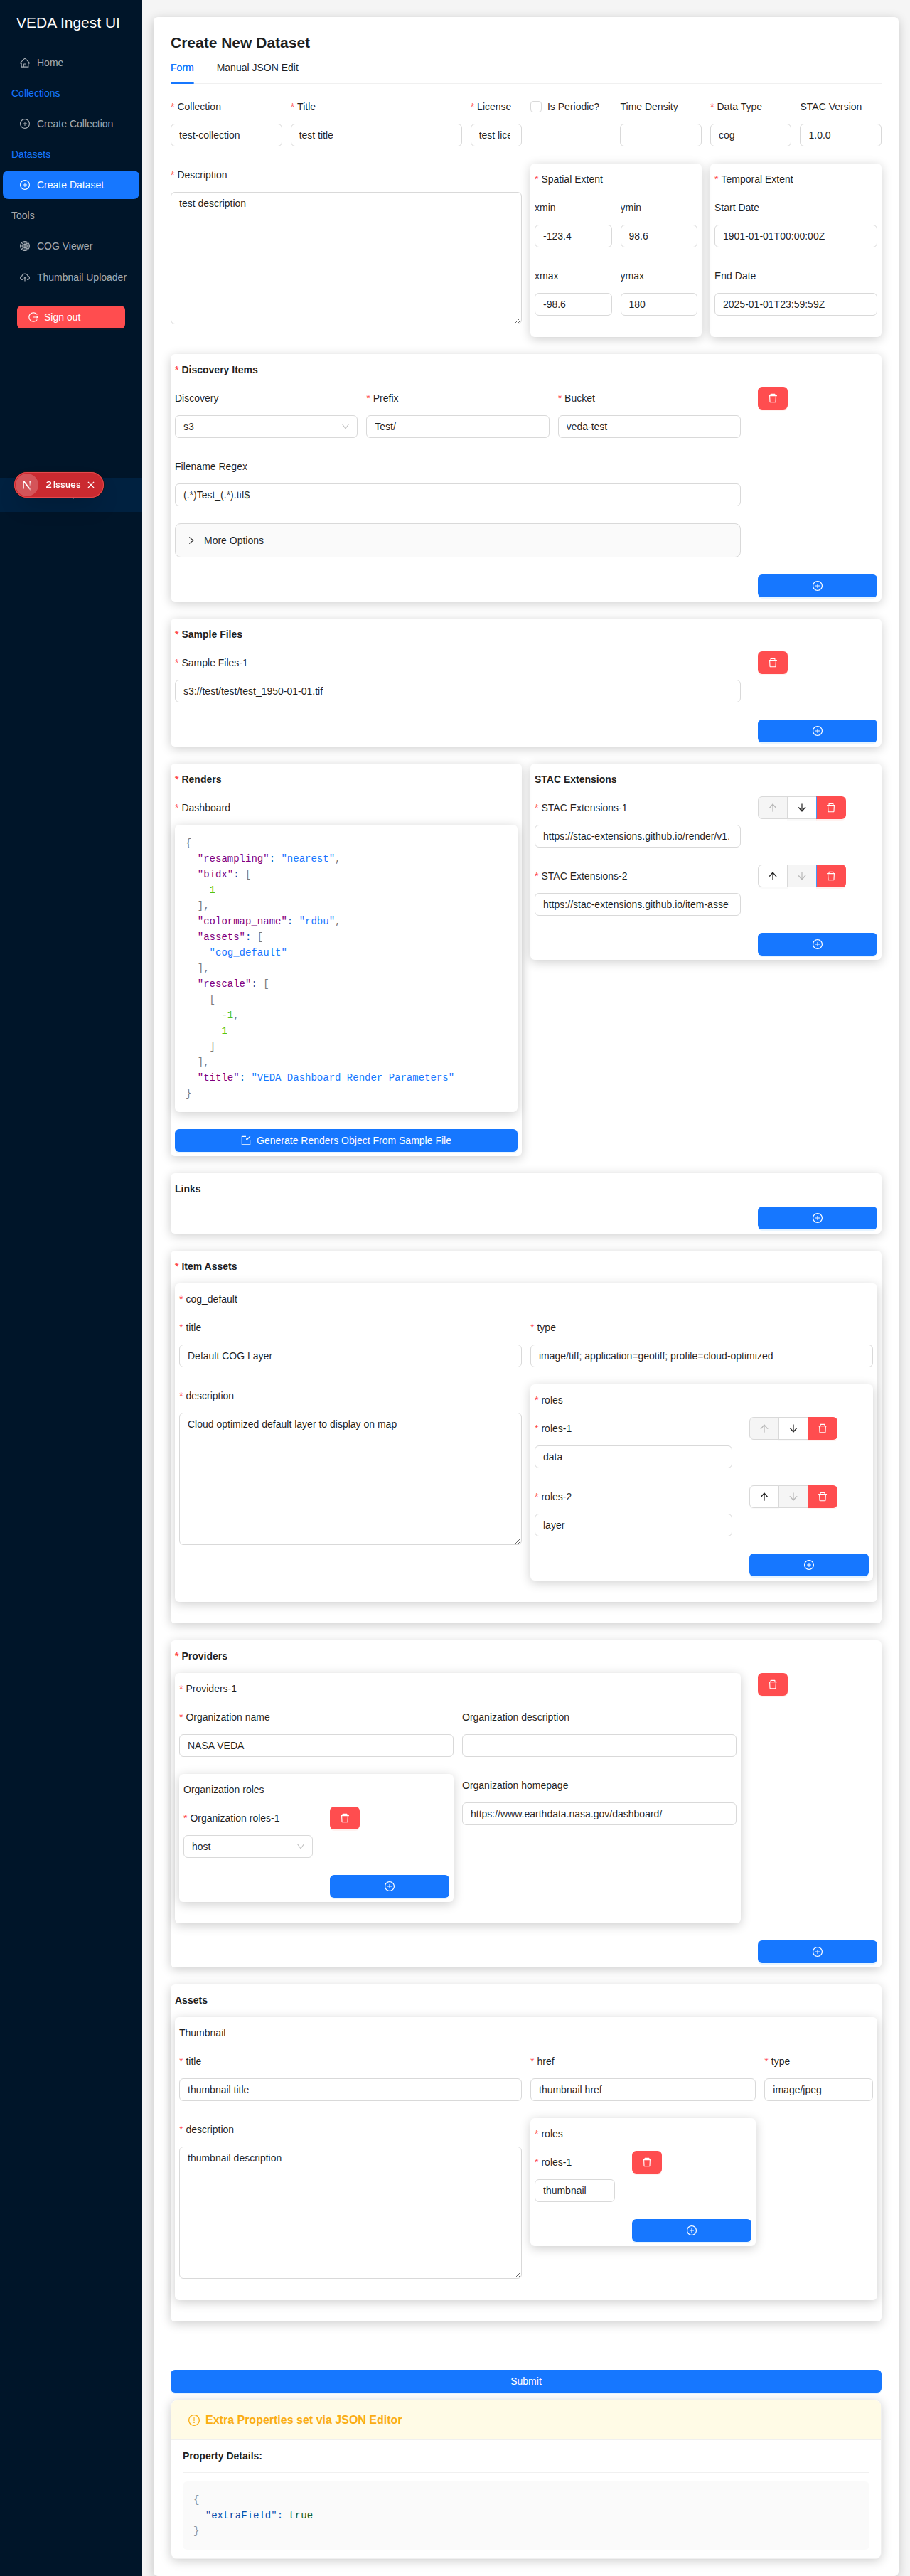 VEDA Ingest UI
Home
Collections
Create Collection
Datasets
Create Dataset
Tools
COG Viewer
Thumbnail Uploader
Sign out
2 Issues
Create New Dataset
Form Manual JSON Edit
* Collection * Title * License Is Periodic? Time Density * Data Type STAC Version
test-collection test title test lice cog 1.0.0
* Description
test description
* Spatial Extent
xmin ymin
-123.4 98.6
xmax ymax
-98.6 180
* Temporal Extent
Start Date
1901-01-01T00:00:00Z
End Date
2025-01-01T23:59:59Z
* Discovery Items
Discovery * Prefix * Bucket
s3 Test/ veda-test
Filename Regex
(.*)Test_(.*).tif$
More Options
* Sample Files
* Sample Files-1
s3://test/test/test_1950-01-01.tif
* Renders
* Dashboard
{
"resampling": "nearest",
"bidx": [
1
],
"colormap_name": "rdbu",
"assets": [
"cog_default"
],
"rescale": [
[
-1,
1
]
],
"title": "VEDA Dashboard Render Parameters"
}
Generate Renders Object From Sample File
STAC Extensions
* STAC Extensions-1
https://stac-extensions.github.io/render/v1.
* STAC Extensions-2
https://stac-extensions.github.io/item-asse
Links
* Item Assets
* cog_default
* title * type
Default COG Layer image/tiff; application=geotiff; profile=cloud-optimized
* description
Cloud optimized default layer to display on map
* roles
* roles-1
data
* roles-2
layer
* Providers
* Providers-1
* Organization name Organization description
NASA VEDA
Organization roles
* Organization roles-1
host
Organization homepage
https://www.earthdata.nasa.gov/dashboard/
Assets
Thumbnail
* title * href * type
thumbnail title thumbnail href image/jpeg
* description
thumbnail description
* roles
* roles-1
thumbnail
Submit
Extra Properties set via JSON Editor
Property Details:
{
"extraField": true
}